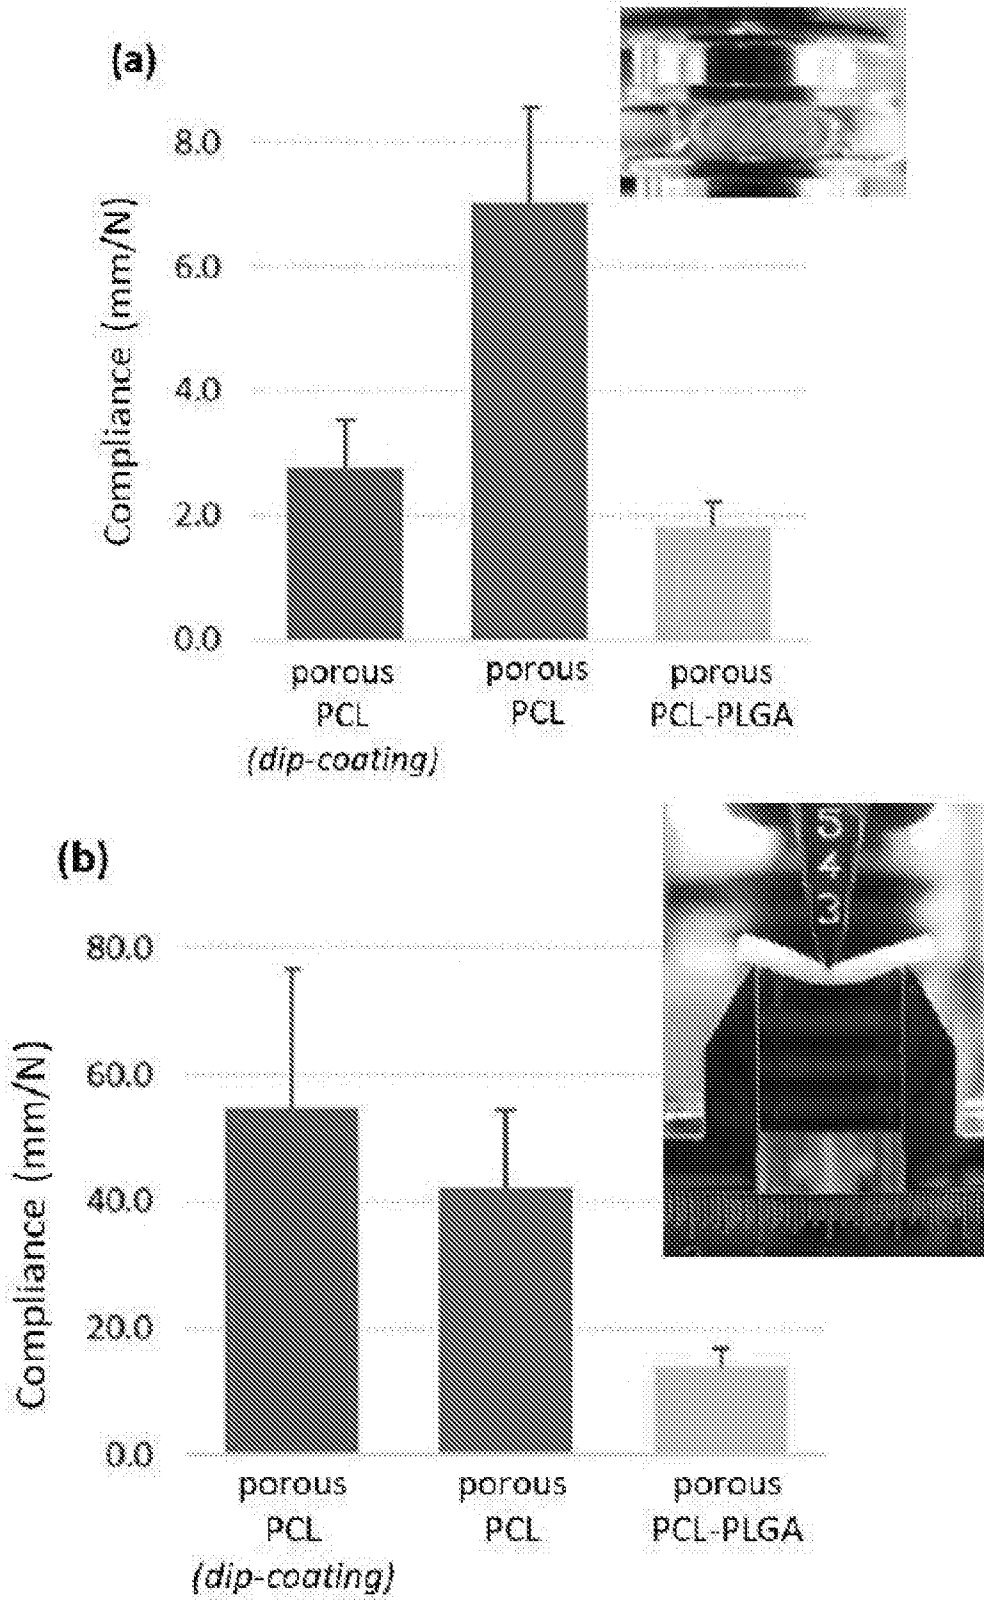 (a)
Compliance (mm/N)
8.0
6.0
4.0
2.0
0.0
porous
PCL
(dip-coating)
porous
PCL
porous
PCL-PLGA
(b)
Compliance (mm/N)
80.0
60.0
40.0
20.0
0.0
porous
PCL
(dip-coating)
porous
PCL
porous
PCL-PLGA
3 4 5